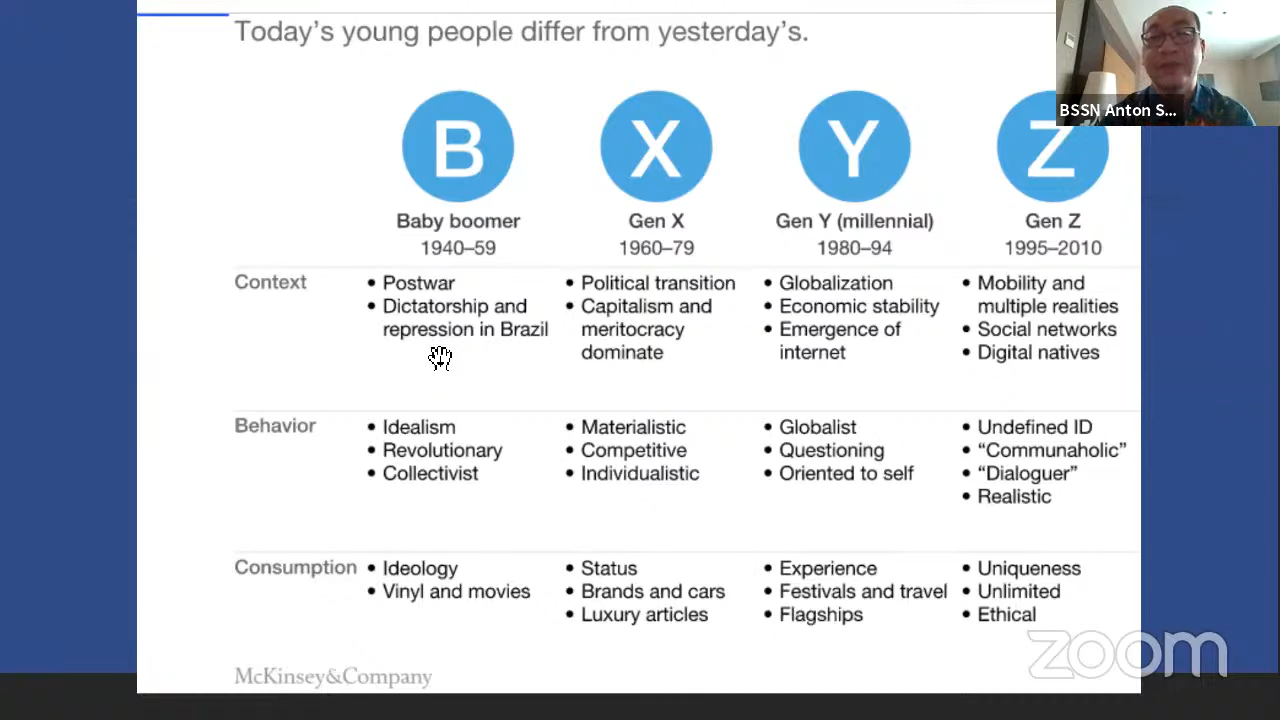 Today's young people differ from yesterday's.
BSSN Anton S...
B
X
Y
Z
Baby boomer
1940–59
Gen X
1960–79
Gen Y (millennial)
1980–94
Gen Z
1995–2010
Context
• Postwar
• Dictatorship and
repression in Brazil
• Political transition
• Capitalism and
meritocracy
dominate
• Globalization
• Economic stability
• Emergence of
internet
• Mobility and
multiple realities
• Social networks
• Digital natives
Behavior
• Idealism
• Revolutionary
• Collectivist
• Materialistic
• Competitive
• Individualistic
• Globalist
• Questioning
• Oriented to self
• Undefined ID
• “Communaholic”
• “Dialoguer”
• Realistic
Consumption
• Ideology
• Vinyl and movies
• Status
• Brands and cars
• Luxury articles
• Experience
• Festivals and travel
• Flagships
• Uniqueness
• Unlimited
• Ethical
McKinsey&Company
zoom